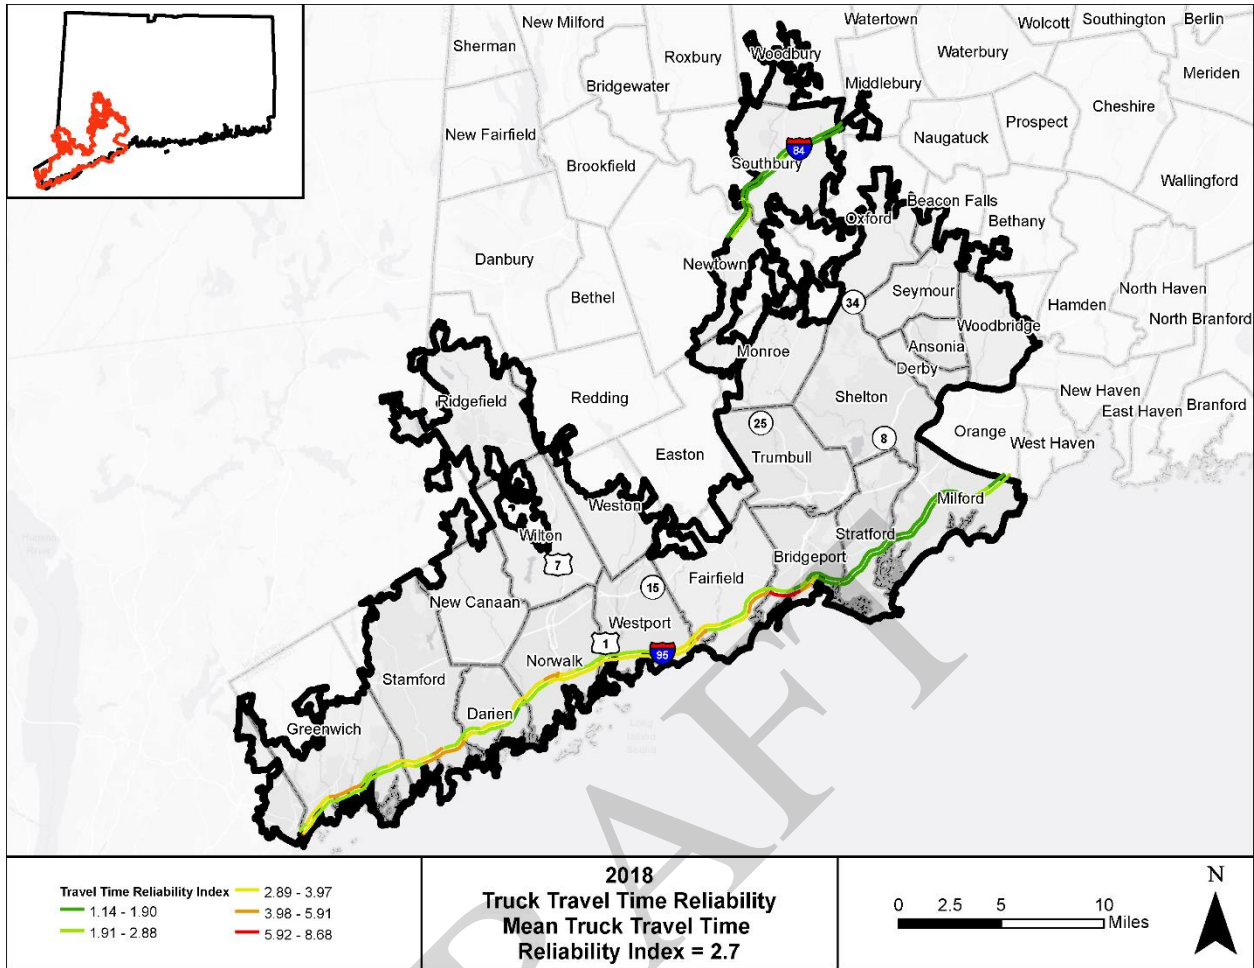 New Milford
Watertown
Wolcott
Southington
Berlin
Sherman
Roxbury
Woodbury
Waterbury
Bridgewater
Middlebury
Meriden
Cheshire
New Fairfield
Prospect
Naugatuck
Brookfield
84
Southbury
Wallingford
Beacon Falls
Oxford
Bethany
Danbury
Newtown
Bethel
Seymour
Hamden
North Haven
34
North Branford
Woodbridge
Ansonia
Monroe
Derby
Ridgefield
Redding
Shelton
New Haven
East Haven
Branford
25
8
Orange
West Haven
Easton
Trumbull
Weston
Milford
Wilton
Stratford
Bridgeport
7
Fairfield
15
New Canaan
Westport
1
95
Norwalk
Stamford
Darien
Greenwich
Long
Island
Sound
DRAFT
Travel Time Reliability Index
1.14 - 1.90
1.91 - 2.88
2.89 - 3.97
3.98 - 5.91
5.92 - 8.68
2018
Truck Travel Time Reliability
Mean Truck Travel Time
Reliability Index = 2.7
0 2.5 5 10
Miles
N